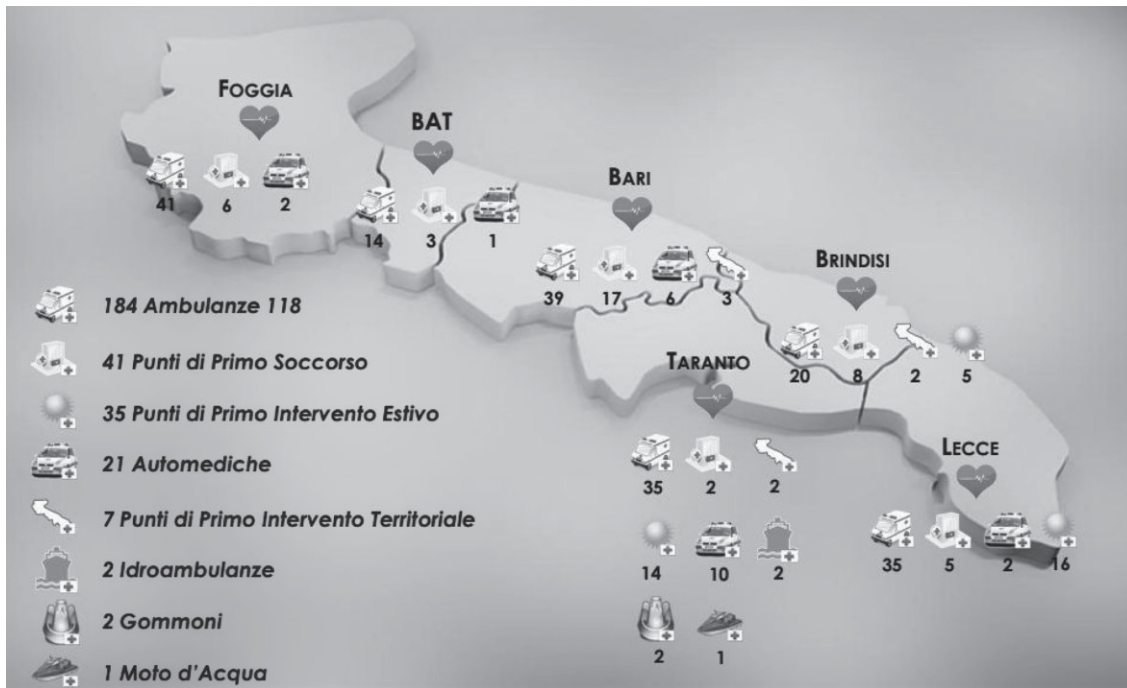 FOGGIA
41 6 2
BAT
14 3 1
BARI
39 17 6 3
BRINDISI
20 8 2 5
TARANTO
35 2 2
14 10 2
2 1
LECCE
35 5 2 16
184 Ambulanze 118
41 Punti di Primo Soccorso
35 Punti di Primo Intervento Estivo
21 Automediche
7 Punti di Primo Intervento Territoriale
2 Idroambulanze
2 Gommoni
1 Moto d'Acqua